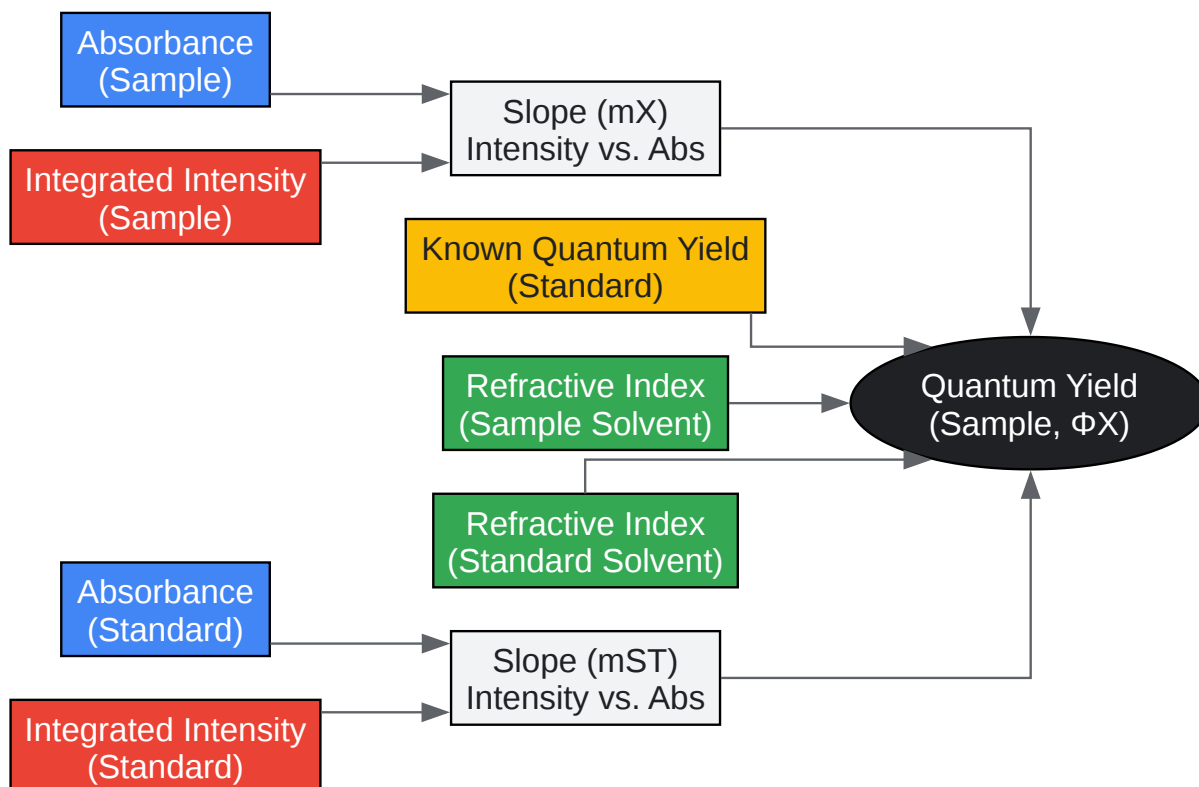 Absorbance
(Sample)
Integrated Intensity
(Sample)
Slope (mX)
Intensity vs. Abs
Known Quantum Yield
(Standard)
Refractive Index
(Sample Solvent)
Quantum Yield
(Sample, ΦX)
Refractive Index
(Standard Solvent)
Absorbance
(Standard)
Integrated Intensity
(Standard)
Slope (mST)
Intensity vs. Abs